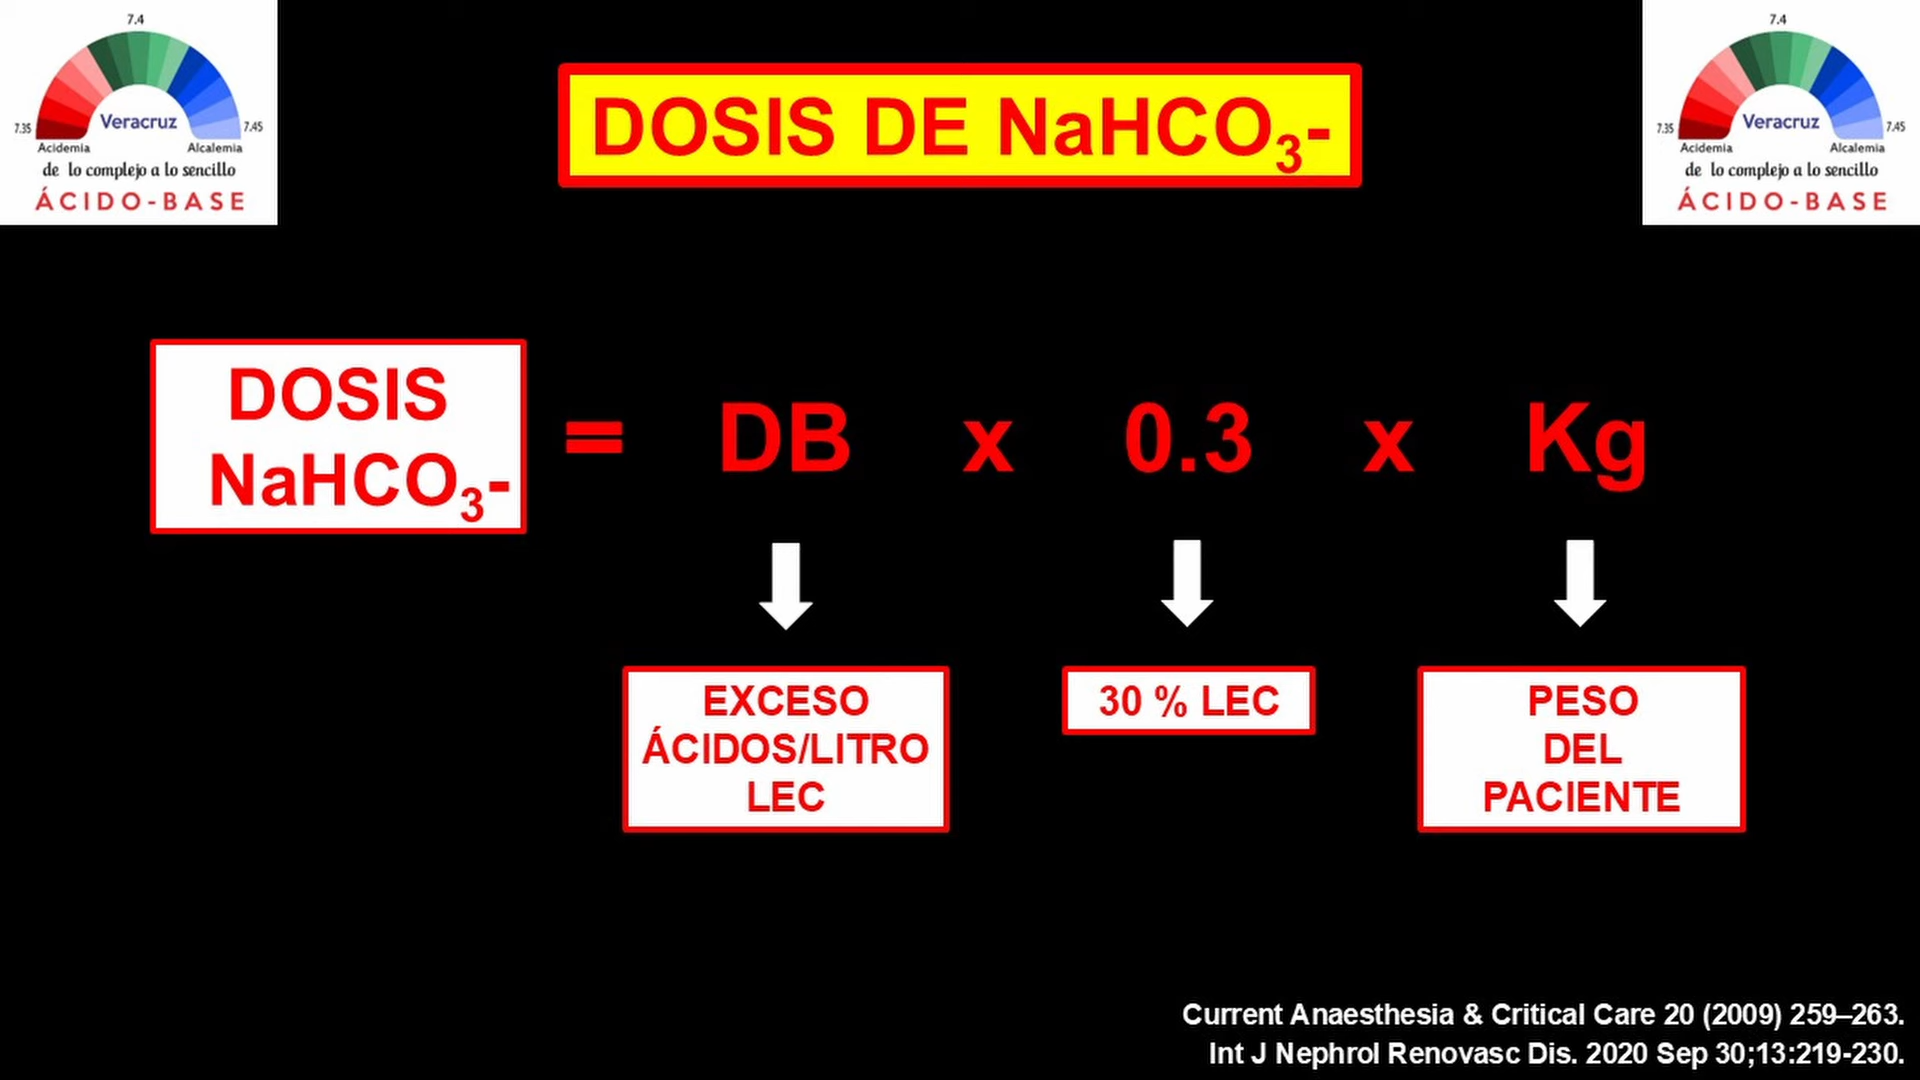 7.4
7.35
Veracruz
7.45
Acidemia
Alcalemia
de lo complejo a lo sencillo
ÁCIDO-BASE
DOSIS DE NaHCO₃-
7.4
7.35
Veracruz
7.45
Acidemia
Alcalemia
de lo complejo a lo sencillo
ÁCIDO-BASE
DOSIS
NaHCO₃-
= DB x 0.3 x Kg
EXCESO
ÁCIDOS/LITRO
LEC
30 % LEC
PESO
DEL
PACIENTE
Current Anaesthesia & Critical Care 20 (2009) 259–263.
Int J Nephrol Renovasc Dis. 2020 Sep 30;13:219-230.